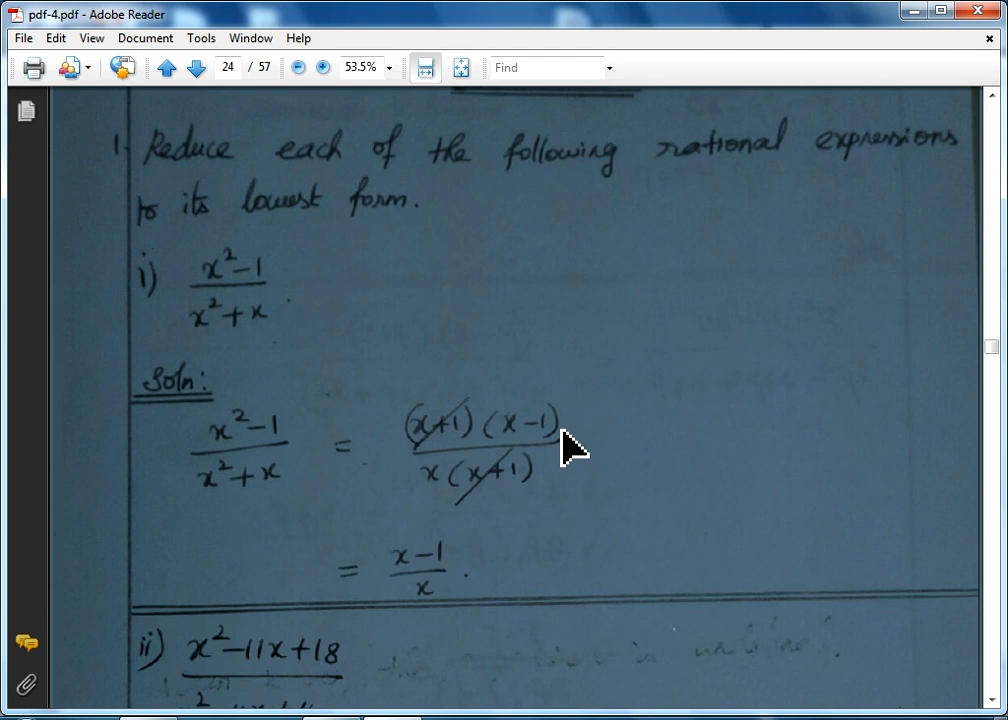 pdf-4.pdf - Adobe Reader
File Edit View Document Tools Window Help
24 / 57 53.5% Find
1. Reduce each of the following rational expressions
to its lowest form.
i) x²-1
x²+x
Soln:
x²-1 = (x+1) (x-1)
x²+x x (x+1)
= x-1
x .
ii) x²-11x+18